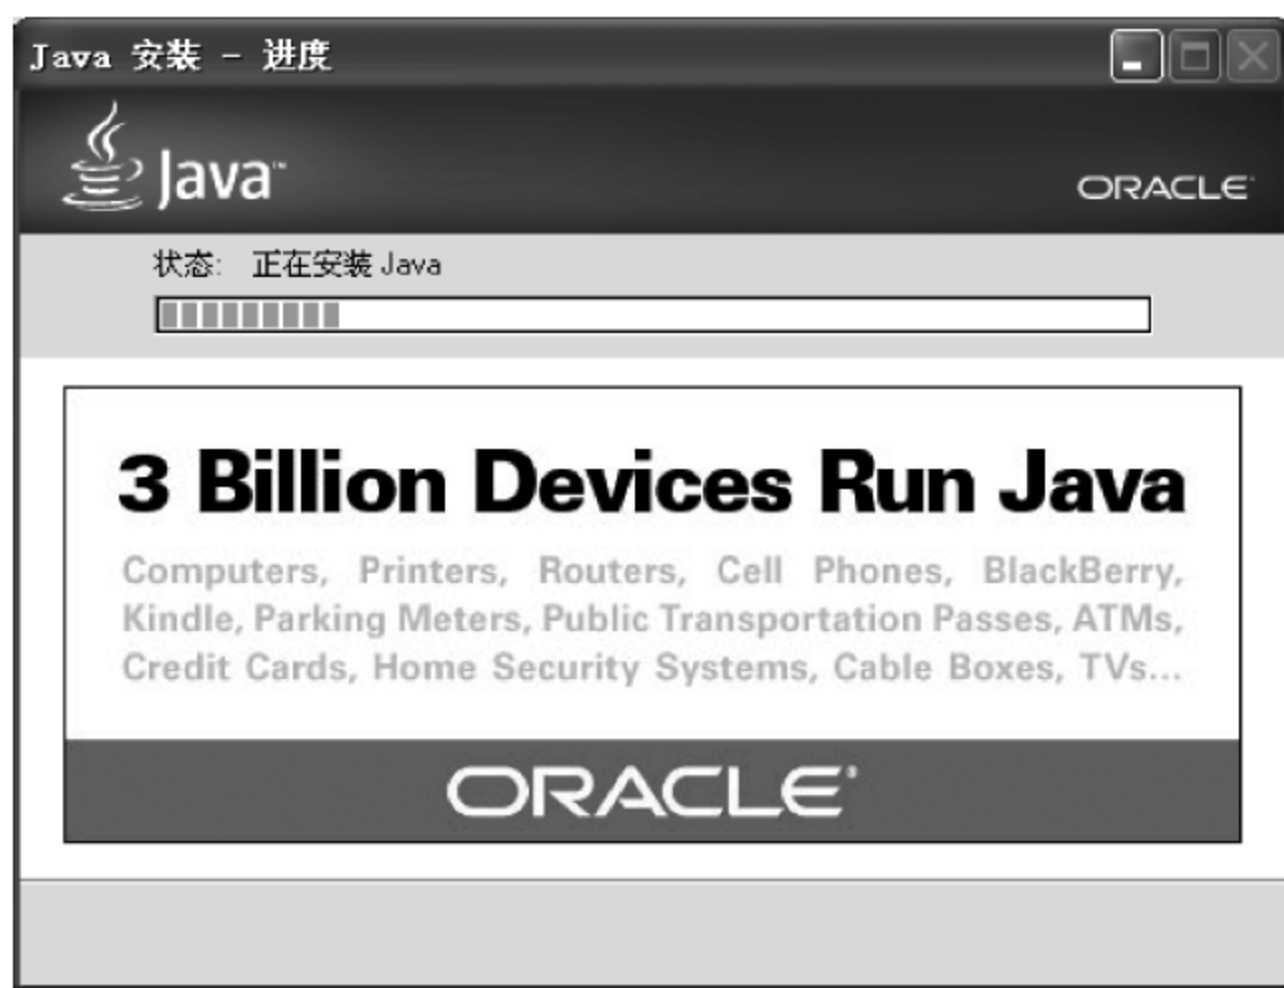 Java 安装 - 进度
Java™
ORACLE
状态: 正在安装 Java
3 Billion Devices Run Java
Computers, Printers, Routers, Cell Phones, BlackBerry,
Kindle, Parking Meters, Public Transportation Passes, ATMs,
Credit Cards, Home Security Systems, Cable Boxes, TVs...
ORACLE®